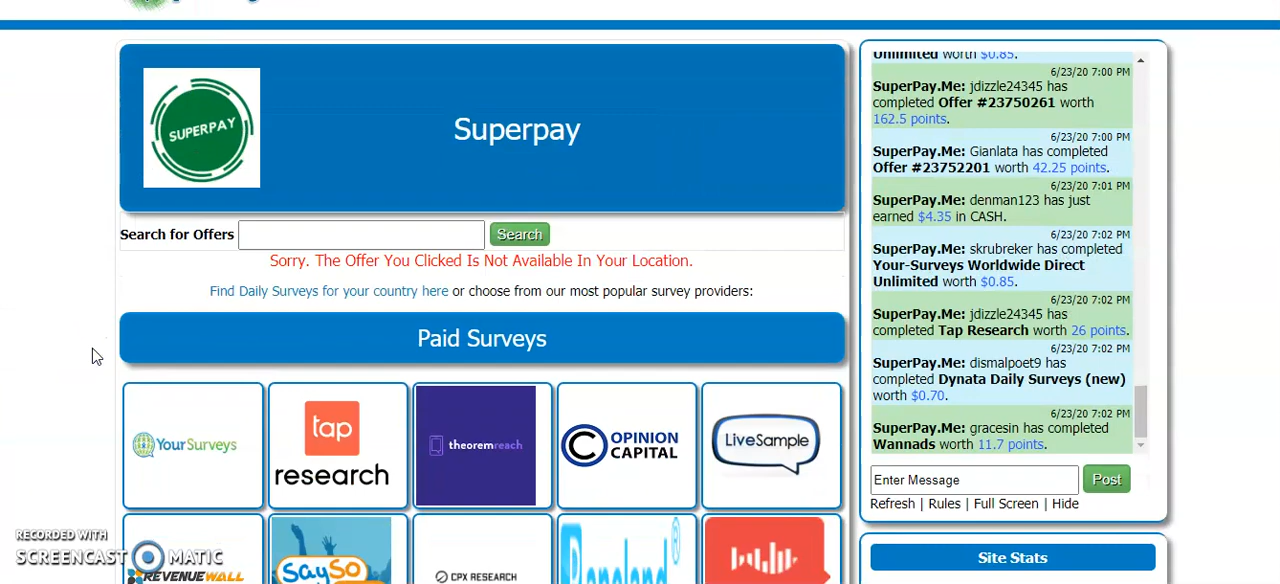 SUPERPAY
Superpay
Search for Offers
Search
Sorry. The Offer You Clicked Is Not Available In Your Location.
Find Daily Surveys for your country here or choose from our most popular survey providers:
Paid Surveys
YourSurveys
tap
research
theoremreach
OPINION
CAPITAL
LiveSample
REVENUEWALL
SaySo
CPX RESEARCH
Unlimited worth $0.85.
6/23/20 7:00 PM
SuperPay.Me: jdizzle24345 has
completed Offer #23750261 worth
162.5 points.
6/23/20 7:00 PM
SuperPay.Me: Gianlata has completed
Offer #23752201 worth 42.25 points.
6/23/20 7:01 PM
SuperPay.Me: denman123 has just
earned $4.35 in CASH.
6/23/20 7:02 PM
SuperPay.Me: skrubreker has completed
Your-Surveys Worldwide Direct
Unlimited worth $0.85.
6/23/20 7:02 PM
SuperPay.Me: jdizzle24345 has
completed Tap Research worth 26 points.
6/23/20 7:02 PM
SuperPay.Me: dismalpoet9 has
completed Dynata Daily Surveys (new)
worth $0.70.
6/23/20 7:02 PM
SuperPay.Me: gracesin has completed
Wannads worth 11.7 points.
Enter Message
Post
Refresh | Rules | Full Screen | Hide
Site Stats
RECORDED WITH
SCREENCAST MATIC